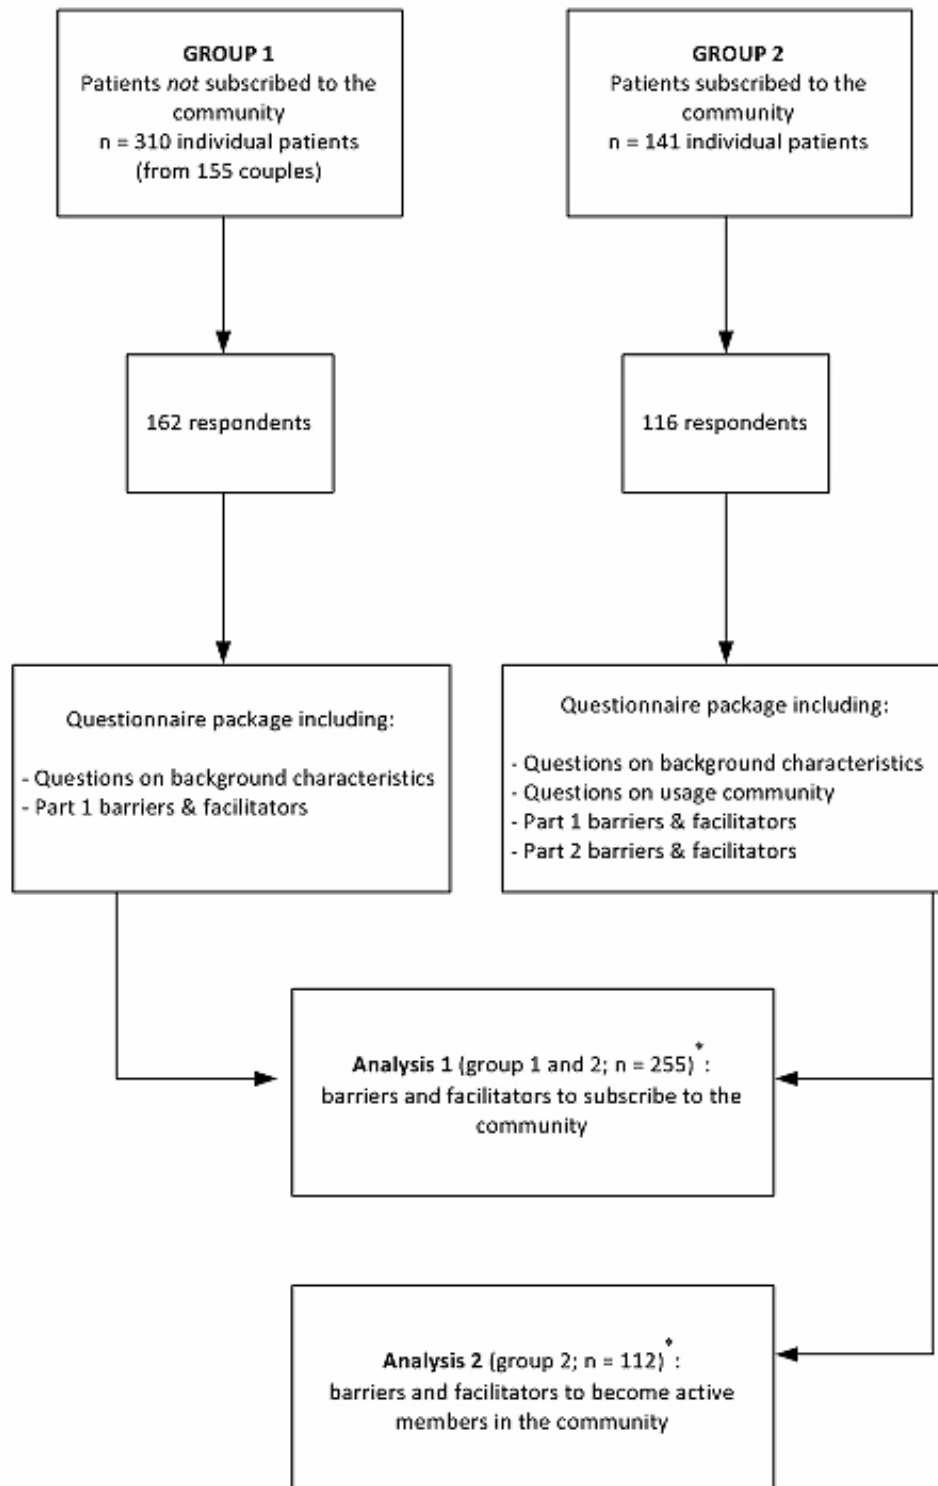 GROUP 1
Patients not subscribed to the
community
n = 310 individual patients
(from 155 couples)
GROUP 2
Patients subscribed to the
community
n = 141 individual patients
162 respondents
116 respondents
Questionnaire package including:
- Questions on background characteristics
- Part 1 barriers & facilitators
Questionnaire package including:
- Questions on background characteristics
- Questions on usage community
- Part 1 barriers & facilitators
- Part 2 barriers & facilitators
Analysis 1 (group 1 and 2; n = 255)*:
barriers and facilitators to subscribe to the
community
Analysis 2 (group 2; n = 112)*:
barriers and facilitators to become active
members in the community